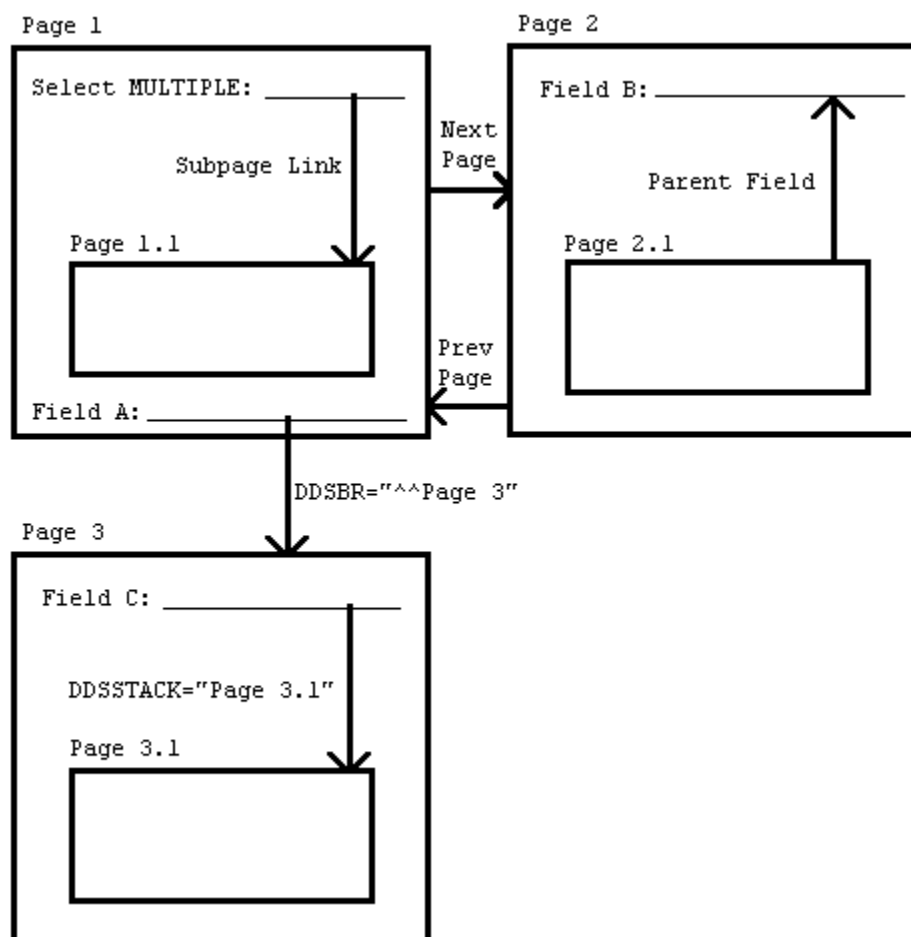 Page 1
Page 2
Select MULTIPLE:
Field B:
Next
Page
Subpage Link
Parent Field
Page 1.1
Page 2.1
Prev
Page
Field A:
DDSBR="^^Page 3"
Page 3
Field C:
DDSSTACK="Page 3.1"
Page 3.1